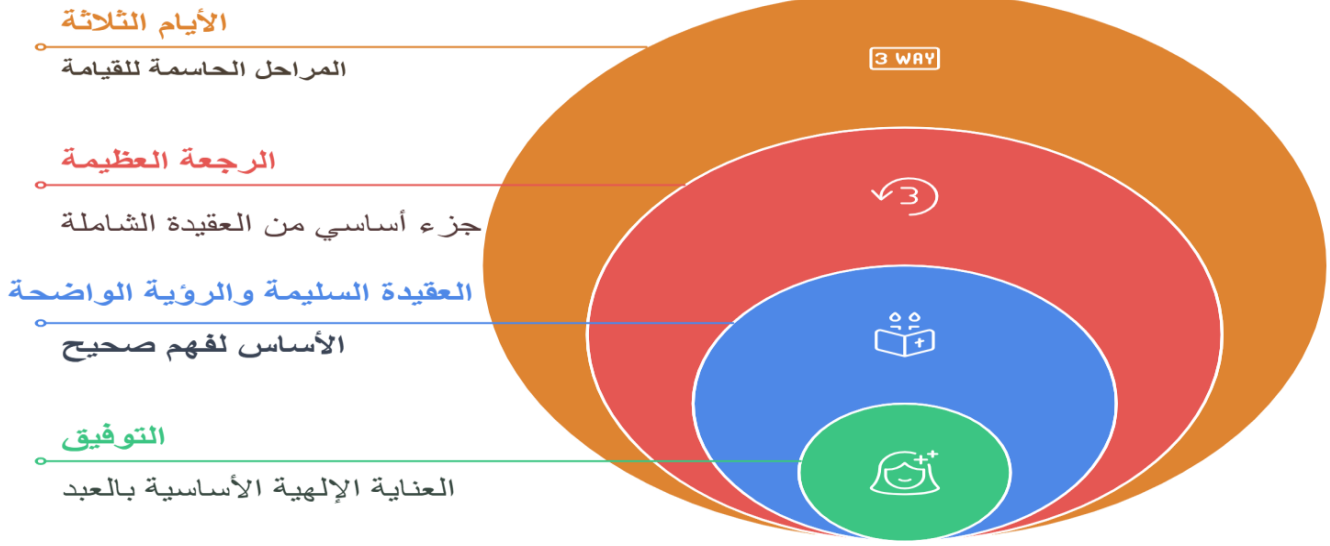 الأيام الثلاثة
المراحل الحاسمة للقيامة
3 WAY
الرجعة العظيمة
3
جزء أساسي من العقيدة الشاملة
العقيدة السليمة والرؤية الواضحة
الأساس لفهم صحيح
التوفيق
العناية الإلهية الأساسية بالعبد